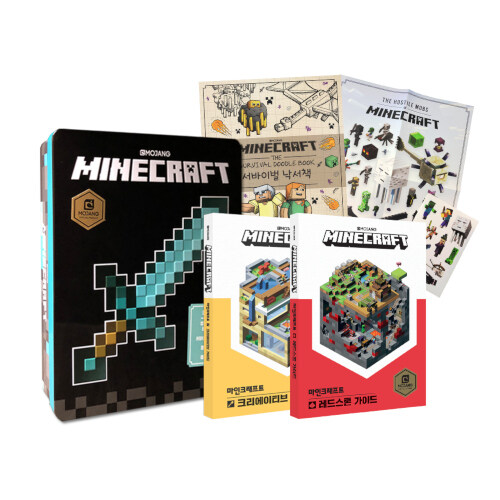 MOJANG
MINECRAFT
MOJANG
MINECRAFT
THE
SURVIVAL DOODLE BOOK
서바이벌 낙서책
THE HOSTILE MOBS
MINECRAFT
MOJANG
MINECRAFT
마인크래프트
크리에이티브
MOJANG
MINECRAFT
마인크래프트
레드스톤 가이드